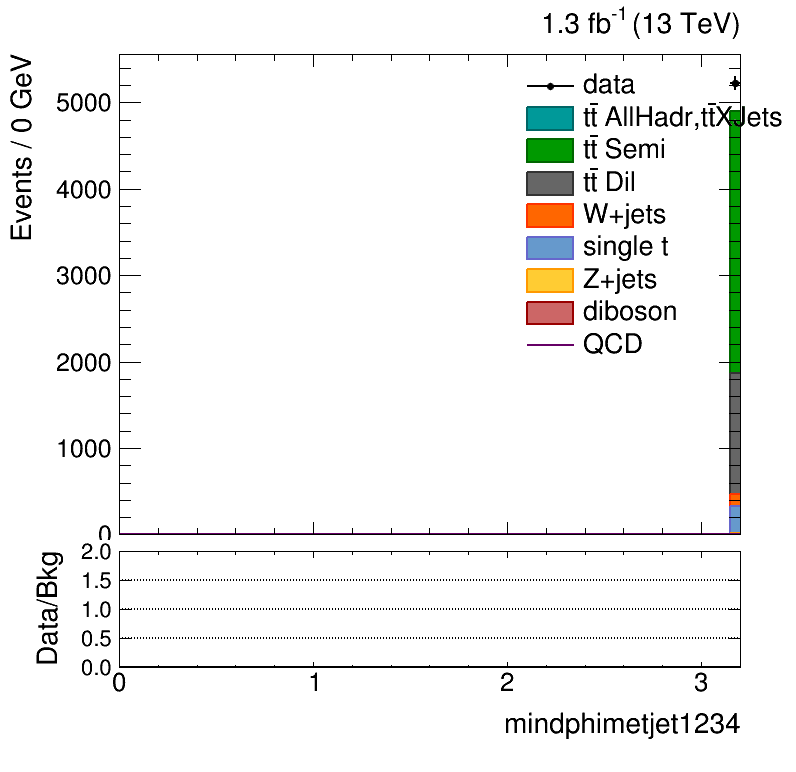 1.3 fb⁻¹ (13 TeV)
Events / 0 GeV
5000
4000
3000
2000
1000
0
data
tt̄ AllHadr,tt̄XJets
tt̄ Semi
tt̄ Dil
W+jets
single t
Z+jets
diboson
QCD
Data/Bkg
2.0
1.5
1.0
0.5
0.0
0 1 2 3
mindphimetjet1234